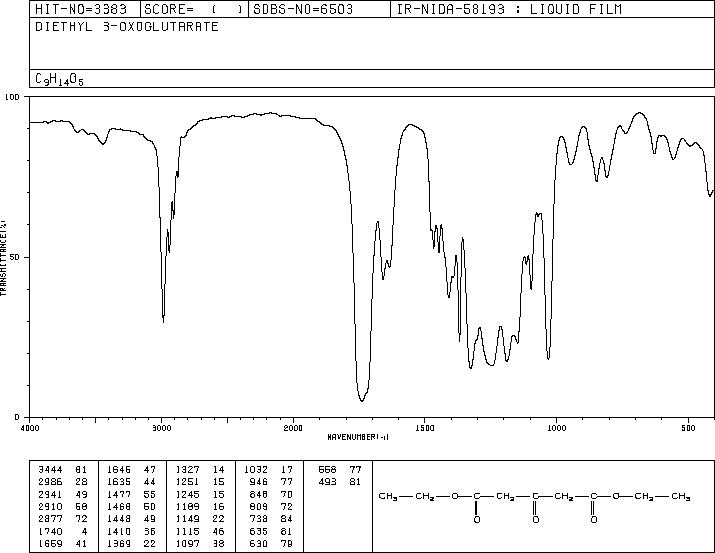 HIT-NO=3383 SCORE= ( ) SDBS-NO=6503 IR-NIDA-58193 : LIQUID FILM
DIETHYL 3-OXOGLUTARATE
C9H14O5
100
50
0
TRANSMITTANCE(%)
4000 3000 2000 1500 1000 500
WAVENUMBER(-1)
3444 81 1646 47 1327 14 1032 17 558 77
2986 28 1635 44 1251 15 946 77 493 81
2941 49 1477 55 1245 15 848 70
2910 58 1468 50 1189 16 809 72
2877 72 1448 49 1149 22 738 84
1740 4 1410 36 1115 46 635 81
1659 41 1369 22 1097 38 630 79
CH3 CH2 O C CH2 C CH2 C O CH2 CH3
O O O